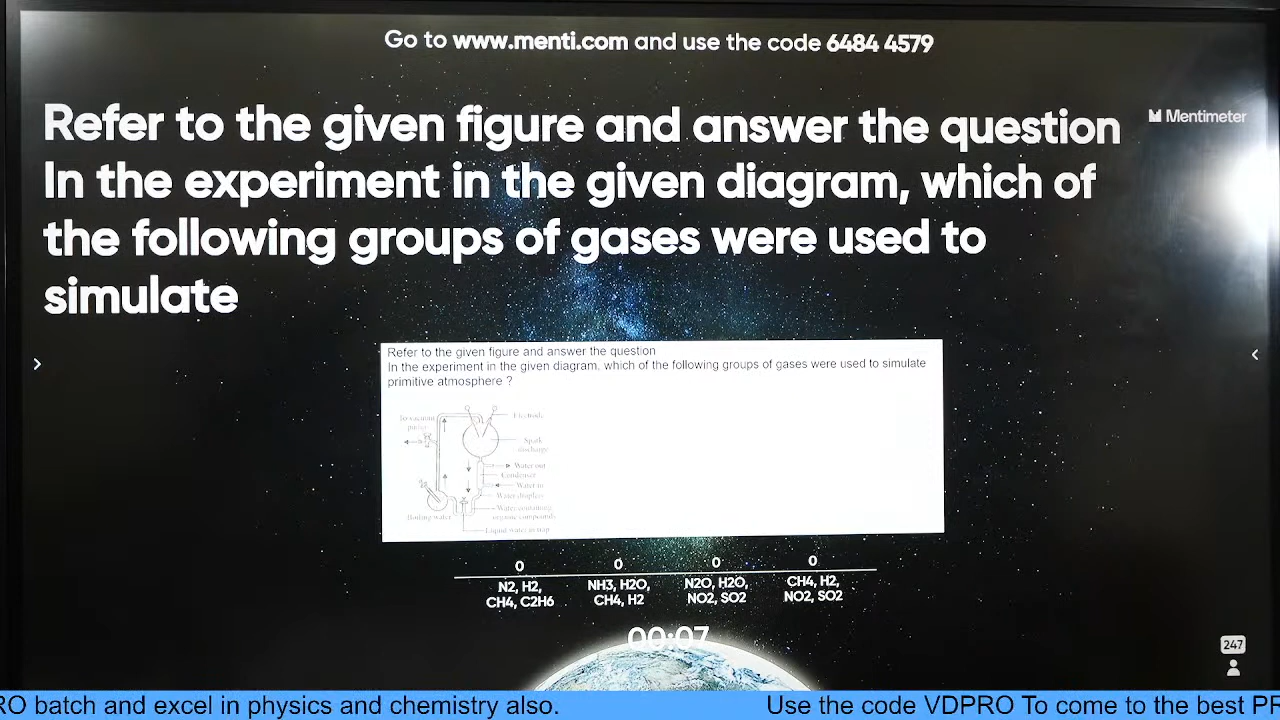 Go to www.menti.com and use the code 6484 4579
Refer to the given figure and answer the question
Mentimeter
In the experiment in the given diagram, which of
the following groups of gases were used to
simulate
Refer to the given figure and answer the question
In the experiment in the given diagram, which of the following groups of gases were used to simulate
primitive atmosphere ?
To vacuum
pump
Electrode
Spark
discharge
Water out
Condenser
Water in
Water droplets
Water containing
organic compounds
Boiling water
Liquid water in trap
0 0 0 0
N2, H2, NH3, H2O, N2O, H2O, CH4, H2,
CH4, C2H6 CH4, H2 NO2, SO2 NO2, SO2
00:07
247
RO batch and excel in physics and chemistry also. Use the code VDPRO To come to the best PR